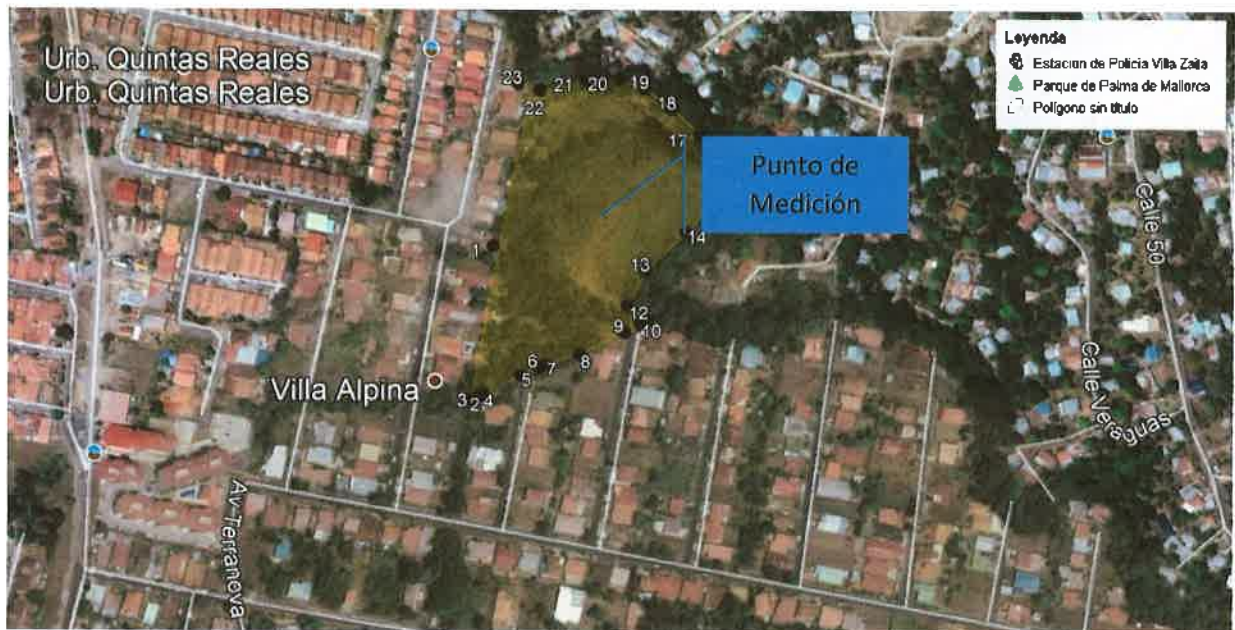 Urb. Quintas Reales
Urb. Quintas Reales
Leyenda
Estacion de Policia Villa Zaita
Parque de Palma de Mallorca
Polígono sin título
23
21
20
19
22
18
17
Punto de
Medición
14
1
13
12
9
10
6
7
8
5
3
2
4
Villa Alpina
Calle 50
Calle Veraguas
Av Terranova